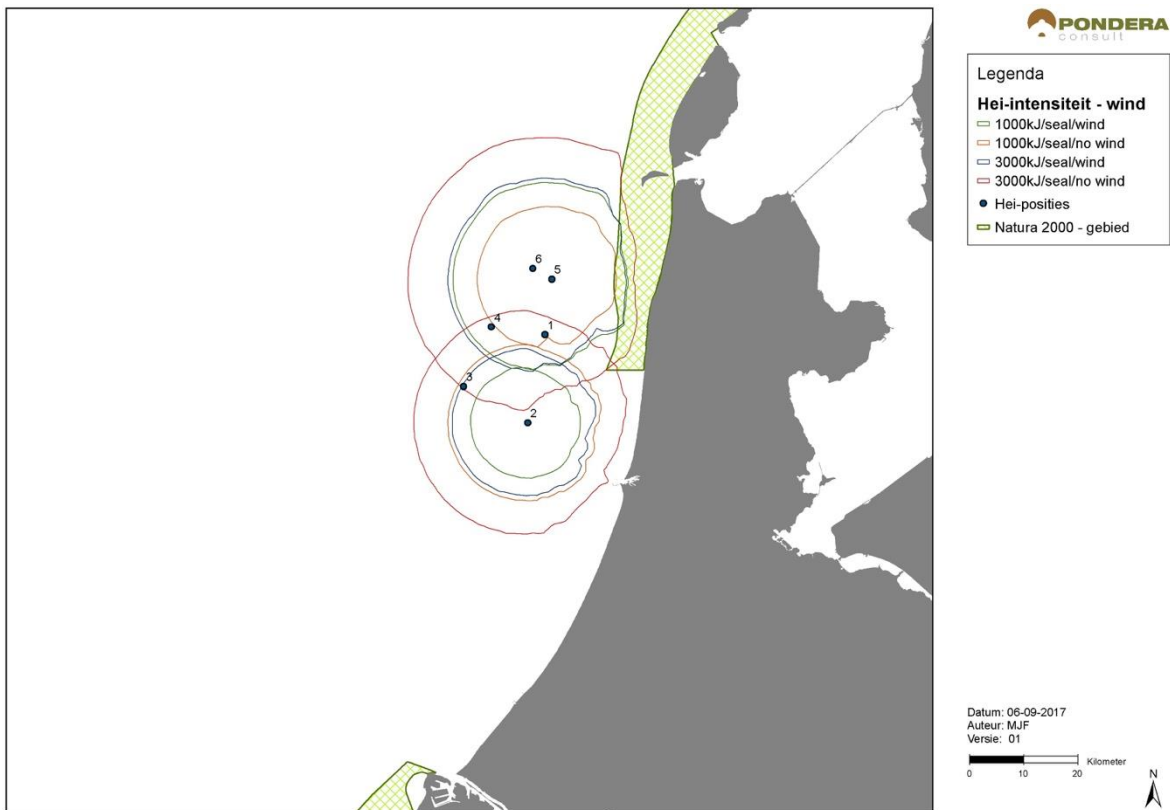 PONDERA
consult
Legenda
Hei-intensiteit - wind
1000kJ/seal/wind
1000kJ/seal/no wind
3000kJ/seal/wind
3000kJ/seal/no wind
Hei-posities
Natura 2000 - gebied
6
5
4
1
3
2
Datum: 06-09-2017
Auteur: MJF
Versie: 01
Kilometer
0 10 20
N